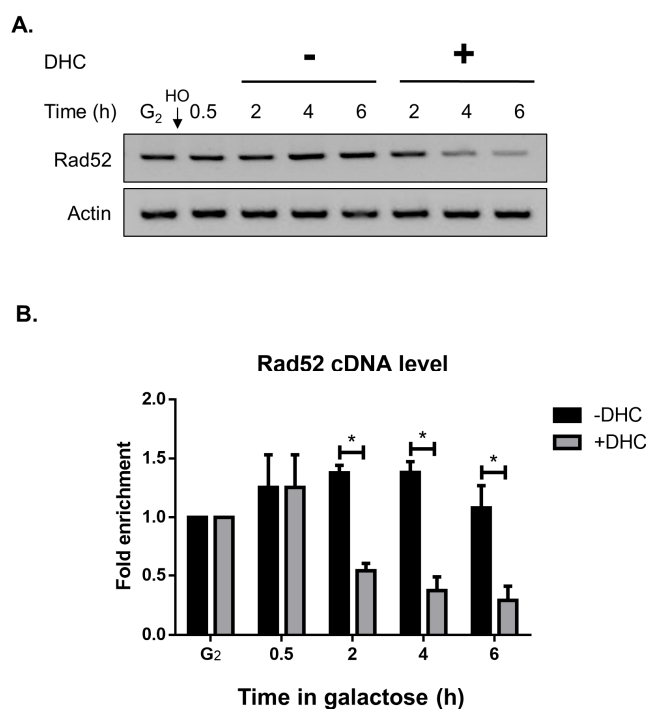 A.
DHC - +
HO
Time (h) G2 0.5 2 4 6 2 4 6
Rad52
Actin
B.
Rad52 cDNA level
Fold enrichment
2.0
1.5
1.0
0.5
0.0
* * *
-DHC
+DHC
G2 0.5 2 4 6
Time in galactose (h)